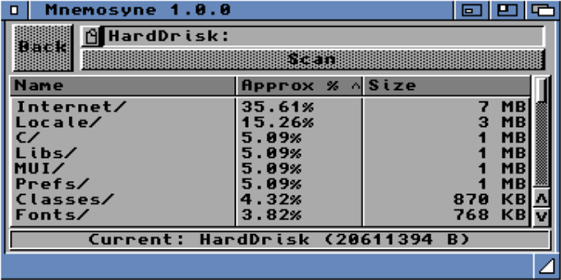 Mnemosyne 1.0.0
HardDrisk:
Back
Scan
Name Approx % ^ Size
Internet/ 35.61% 7 MB
Locale/ 15.26% 3 MB
C/ 5.09% 1 MB
Libs/ 5.09% 1 MB
MUI/ 5.09% 1 MB
Prefs/ 5.09% 1 MB
Classes/ 4.32% 870 KB
Fonts/ 3.82% 768 KB
Current: HardDrisk (20611394 B)